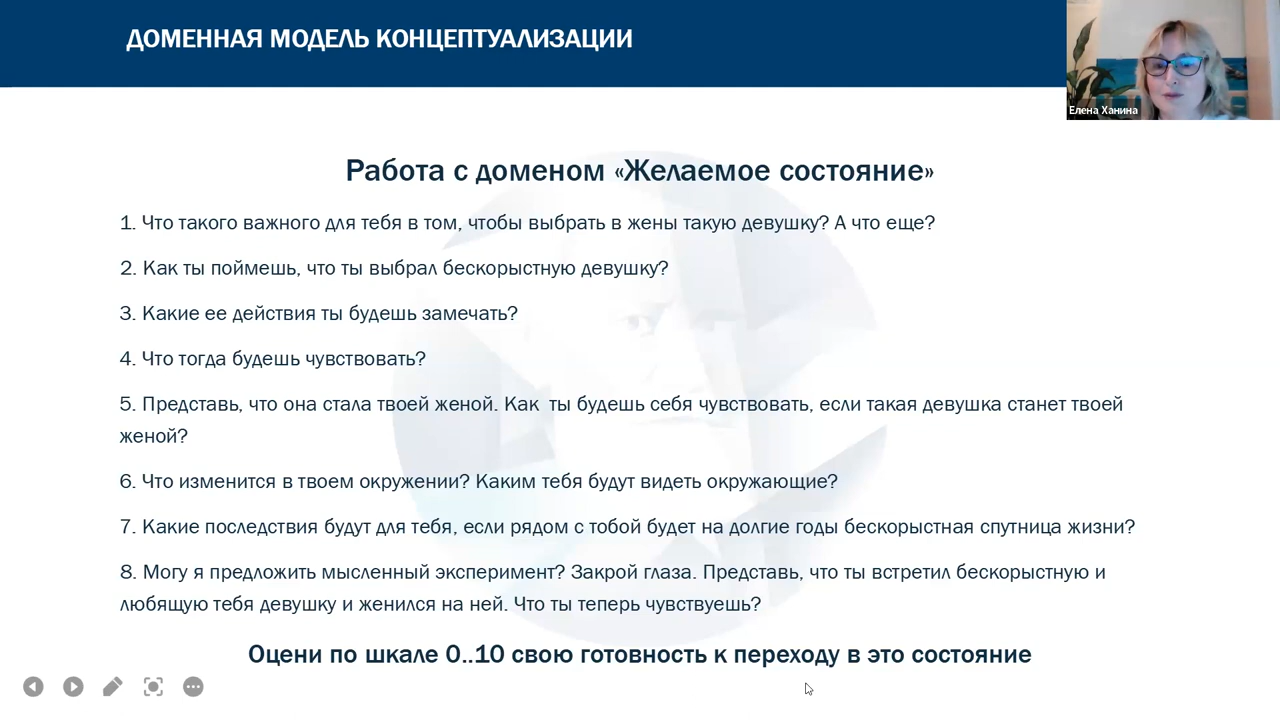 ДОМЕННАЯ МОДЕЛЬ КОНЦЕПТУАЛИЗАЦИИ
Елена Ханина
Работа с доменом «Желаемое состояние»
1. Что такого важного для тебя в том, чтобы выбрать в жены такую девушку? А что еще?
2. Как ты поймешь, что ты выбрал бескорыстную девушку?
3. Какие ее действия ты будешь замечать?
4. Что тогда будешь чувствовать?
5. Представь, что она стала твоей женой. Как  ты будешь себя чувствовать, если такая девушка станет твоей
женой?
6. Что изменится в твоем окружении? Каким тебя будут видеть окружающие?
7. Какие последствия будут для тебя, если рядом с тобой будет на долгие годы бескорыстная спутница жизни?
8. Могу я предложить мысленный эксперимент? Закрой глаза. Представь, что ты встретил бескорыстную и
любящую тебя девушку и женился на ней. Что ты теперь чувствуешь?
Оцени по шкале 0..10 свою готовность к переходу в это состояние